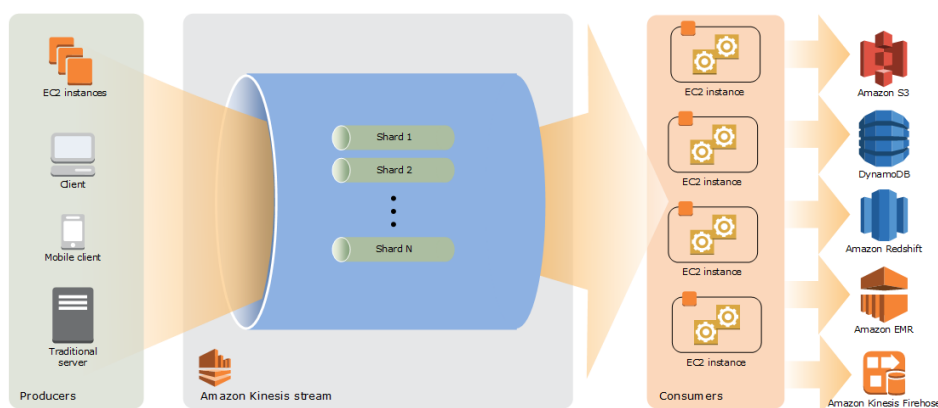 EC2 instances
Client
Mobile client
Traditional
server
Producers
Shard 1
Shard 2
Shard N
Amazon Kinesis stream
EC2 instance
EC2 instance
EC2 instance
EC2 instance
Consumers
Amazon S3
DynamoDB
Amazon Redshift
Amazon EMR
Amazon Kinesis Firehose